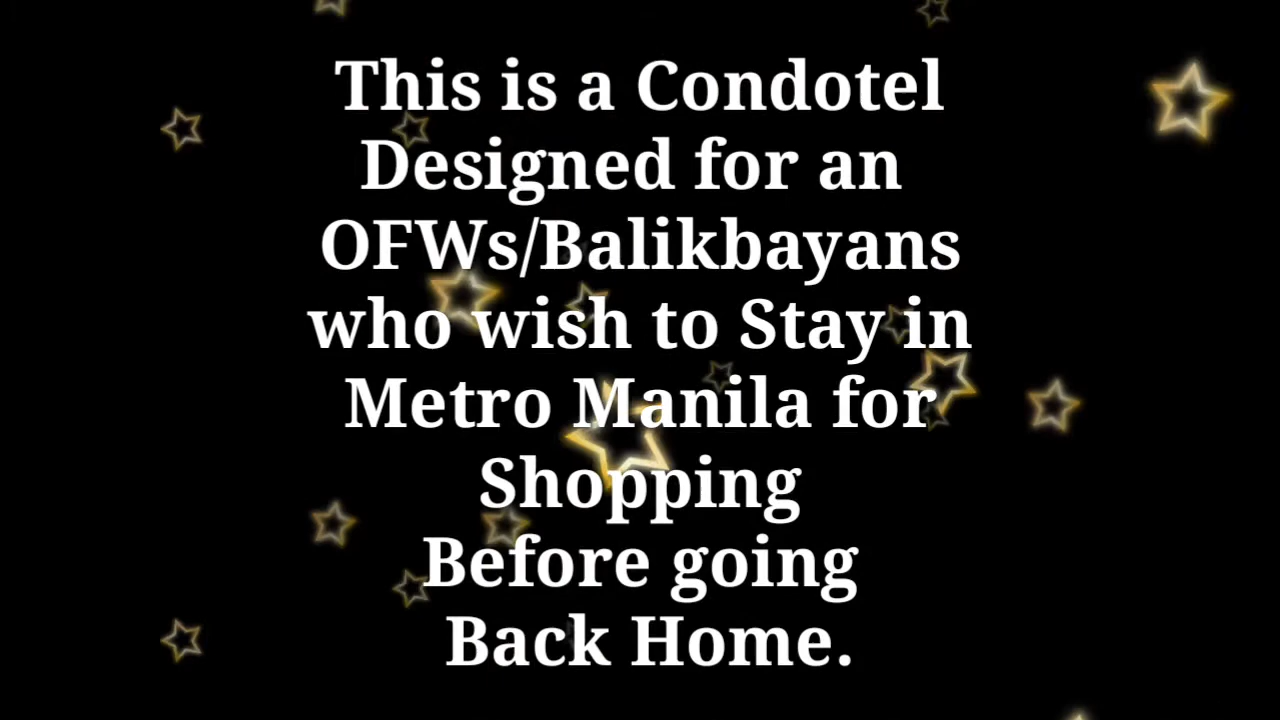 This is a Condotel
Designed for an
OFWs/Balikbayans
who wish to Stay in
Metro Manila for
Shopping
Before going
Back Home.